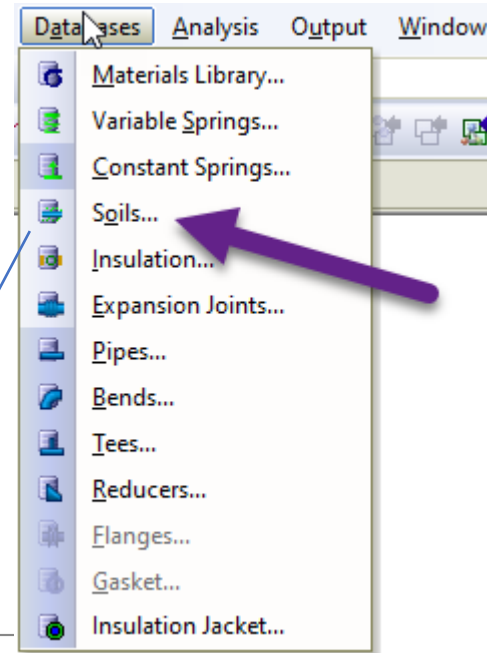 Databases Analysis Output Window
Materials Library...
Variable Springs...
Constant Springs...
Soils...
Insulation...
Expansion Joints...
Pipes...
Bends...
Tees...
Reducers...
Flanges...
Gasket...
Insulation Jacket...